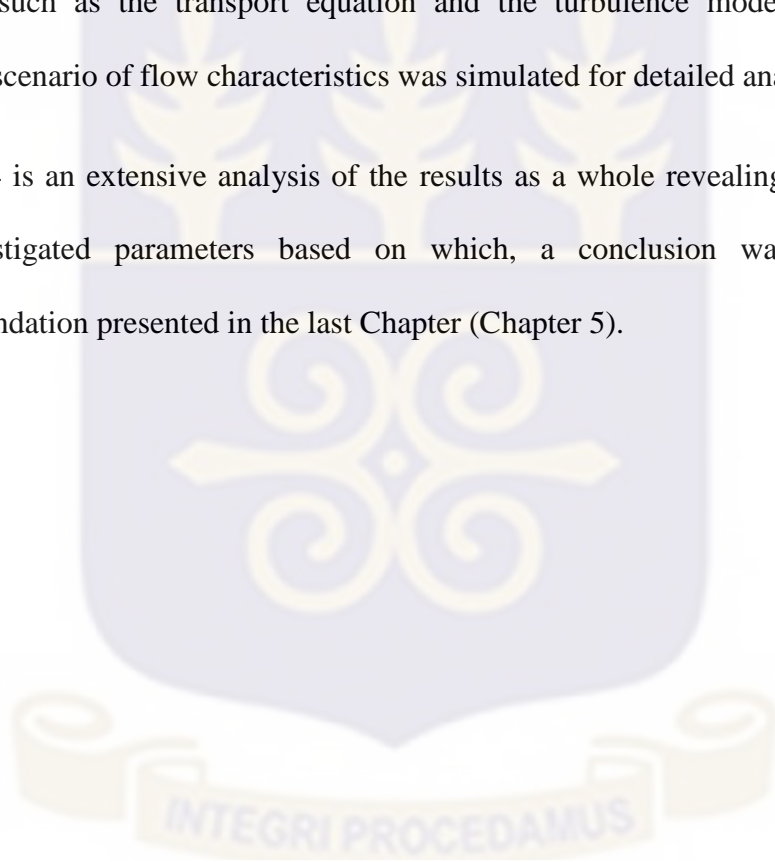 such as the transport equation and the turbulence mode
scenario of flow characteristics was simulated for detailed ana
is an extensive analysis of the results as a whole revealing
stigated parameters based on which, a conclusion wa
ndation presented in the last Chapter (Chapter 5).
INTEGRI PROCEDAMUS